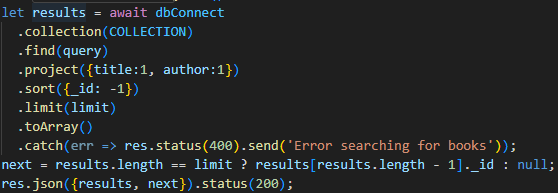 let results = await dbConnect
.collection(COLLECTION)
.find(query)
.project({title:1, author:1})
.sort({_id: -1})
.limit(limit)
.toArray()
.catch(err => res.status(400).send('Error searching for books'));
next = results.length == limit ? results[results.length - 1]._id : null;
res.json({results, next}).status(200);